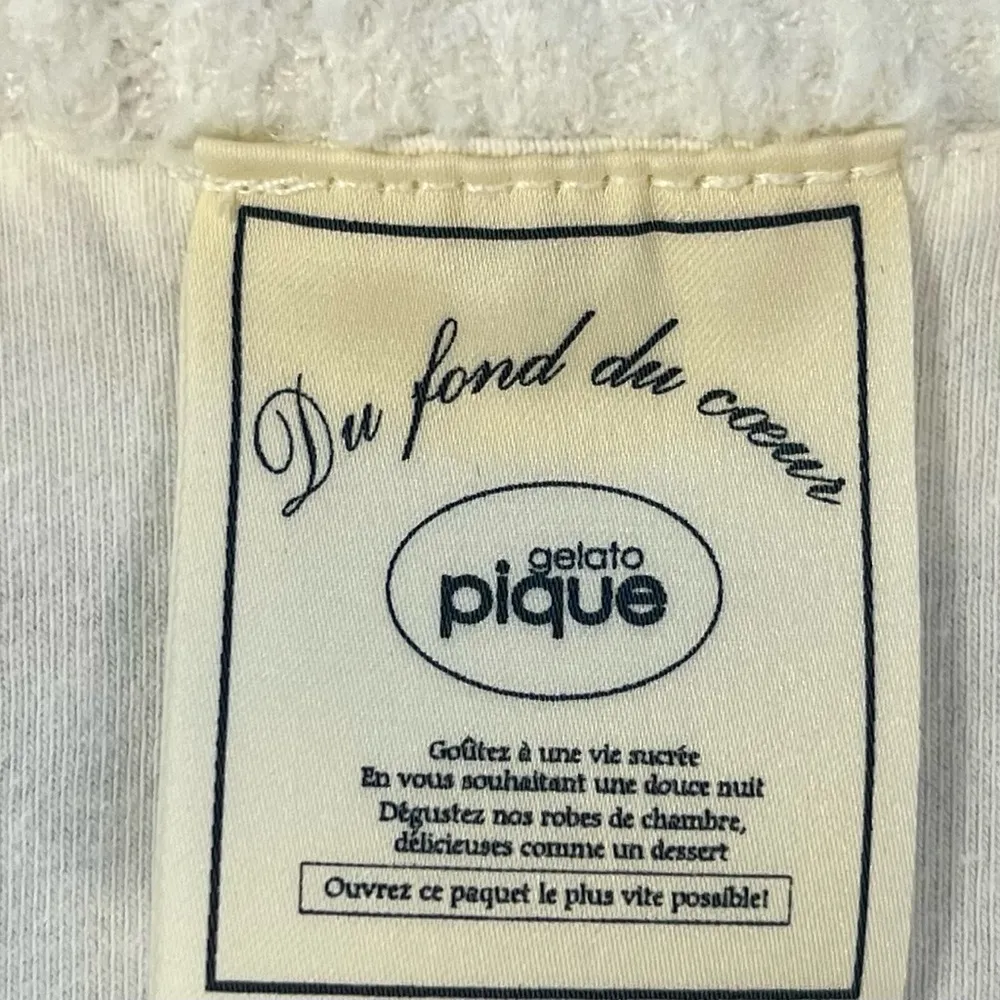 Du fond du cœur
gelato
pique
Goûtez à une vie sucrée
En vous souhaitant une douce nuit
Dégustez nos robes de chambre,
délicieuses comme un dessert
Ouvrez ce paquet le plus vite possible!